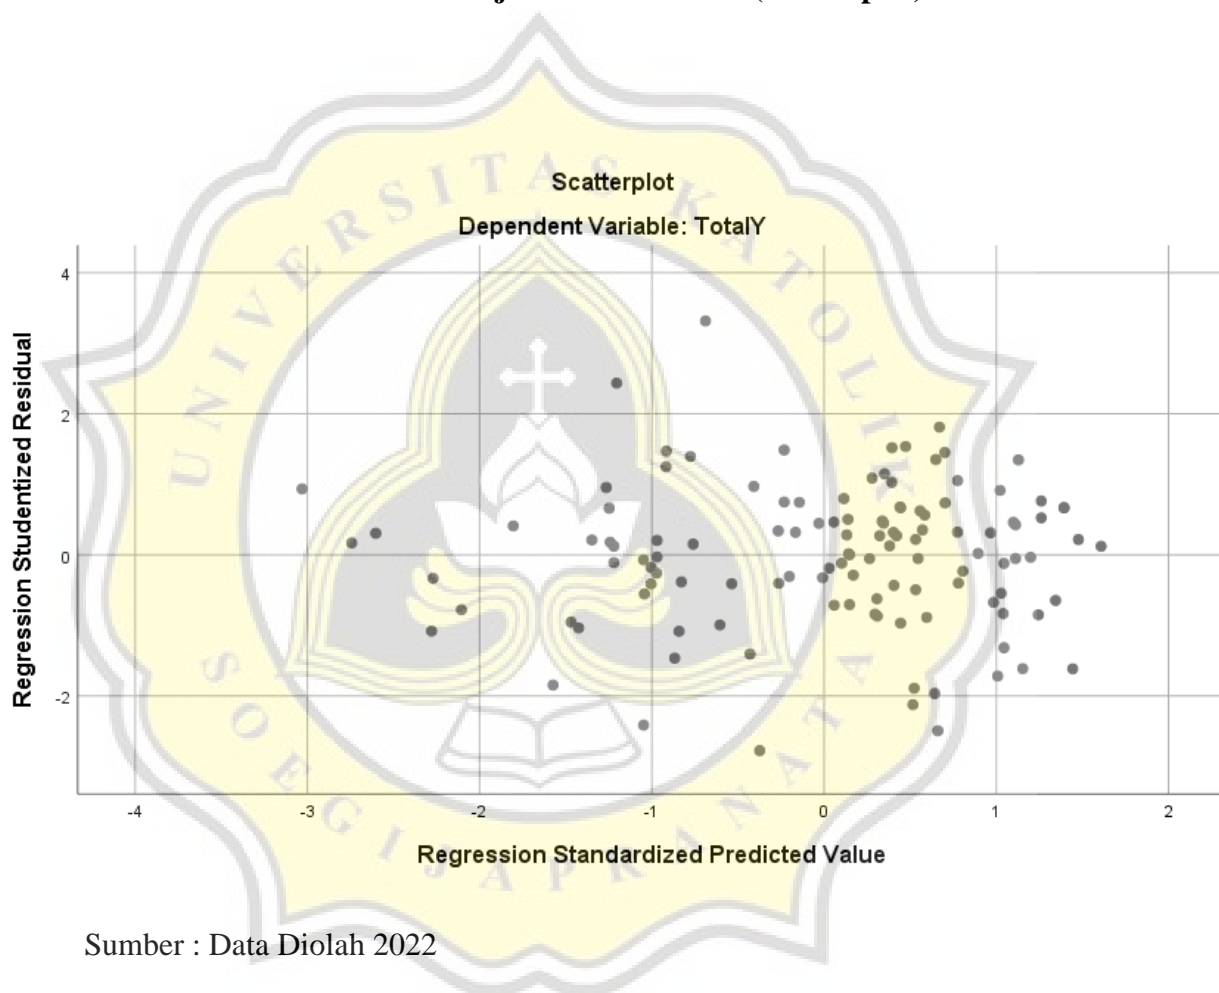 Scatterplot
Dependent Variable: TotalY
4
2
0
-2
Regression Studentized Residual
-4
-3
-2
-1
0
1
2
Regression Standardized Predicted Value
UNIVERSITAS KATOLIK
SOEGIJAPRANATA
Sumber : Data Diolah 2022